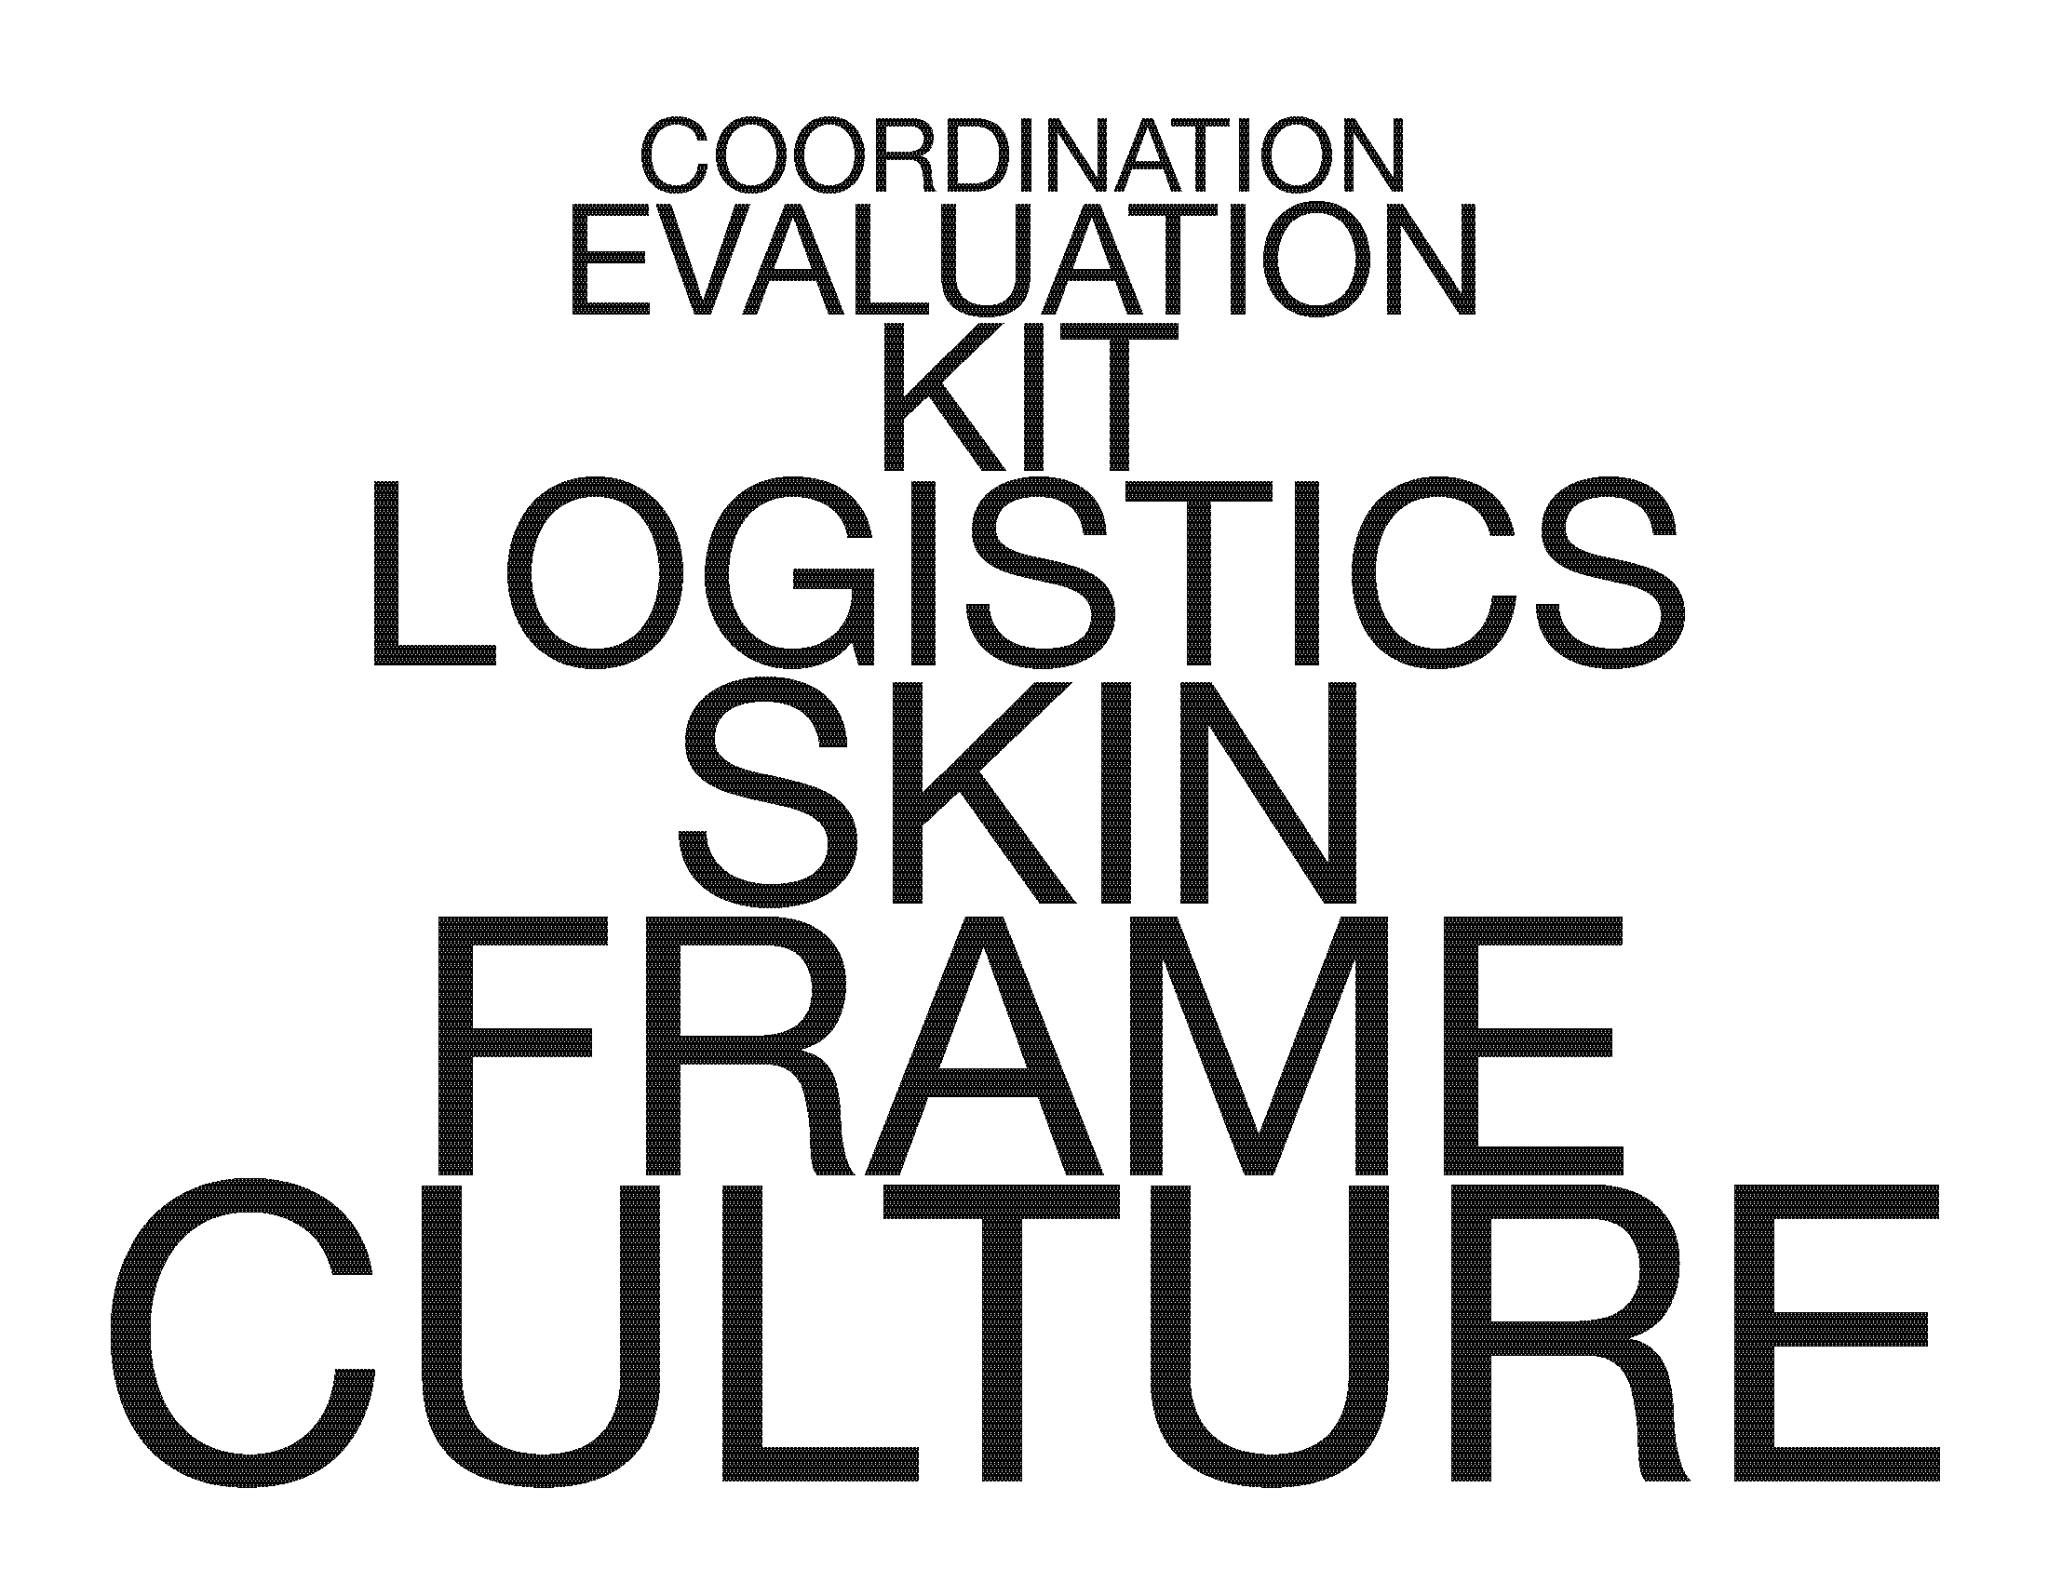 COORDINATION
EVALUATION
KIT
LOGISTICS
SKIN
FRAME
CULTURE